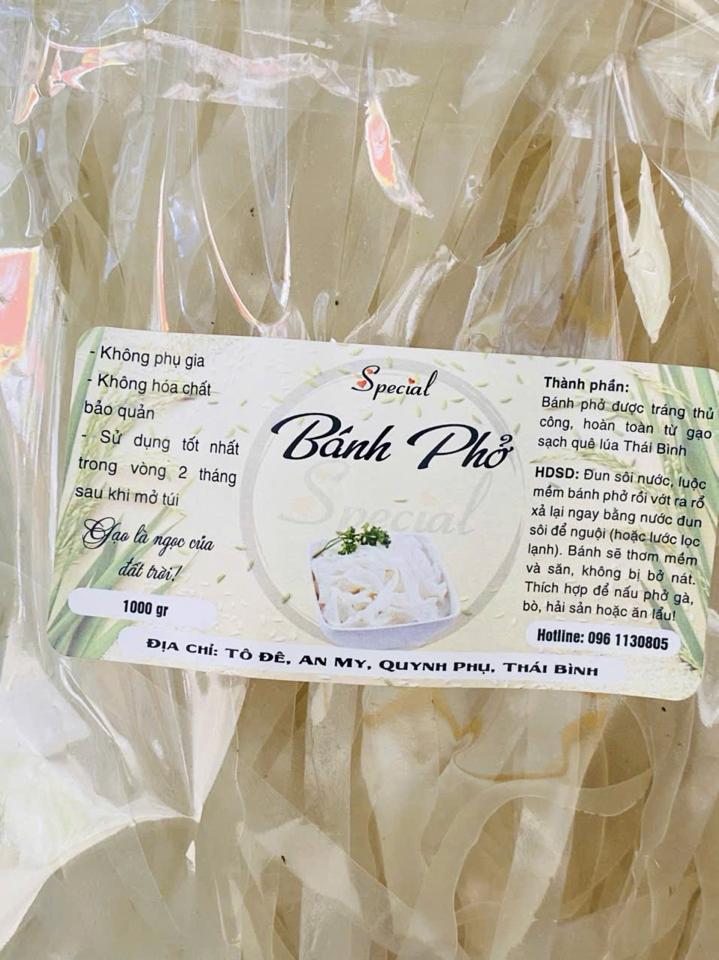 - Không phụ gia
- Không hóa chất
bảo quản
- Sử dụng tốt nhất
trong vòng 2 tháng
sau khi mở túi
Gạo là ngọc của
đất trời!
1000 gr
Special
Bánh Phở
Special
Thành phần:
Bánh phở được tráng thủ
công, hoàn toàn từ gạo
sạch quê lúa Thái Bình
HDSD: Đun sôi nước, luộc
mềm bánh phở rồi vớt ra rổ
xả lại ngay bằng nước đun
sôi để nguội (hoặc lước lọc
lạnh). Bánh sẽ thơm mềm
và săn, không bị bở nát.
Thích hợp để nấu phở gà,
bò, hải sản hoặc ăn lẩu!
Hotline: 096 1130805
ĐỊA CHỈ: TÔ ĐÊ, AN MY, QUYNH PHỤ, THÁI BÌNH